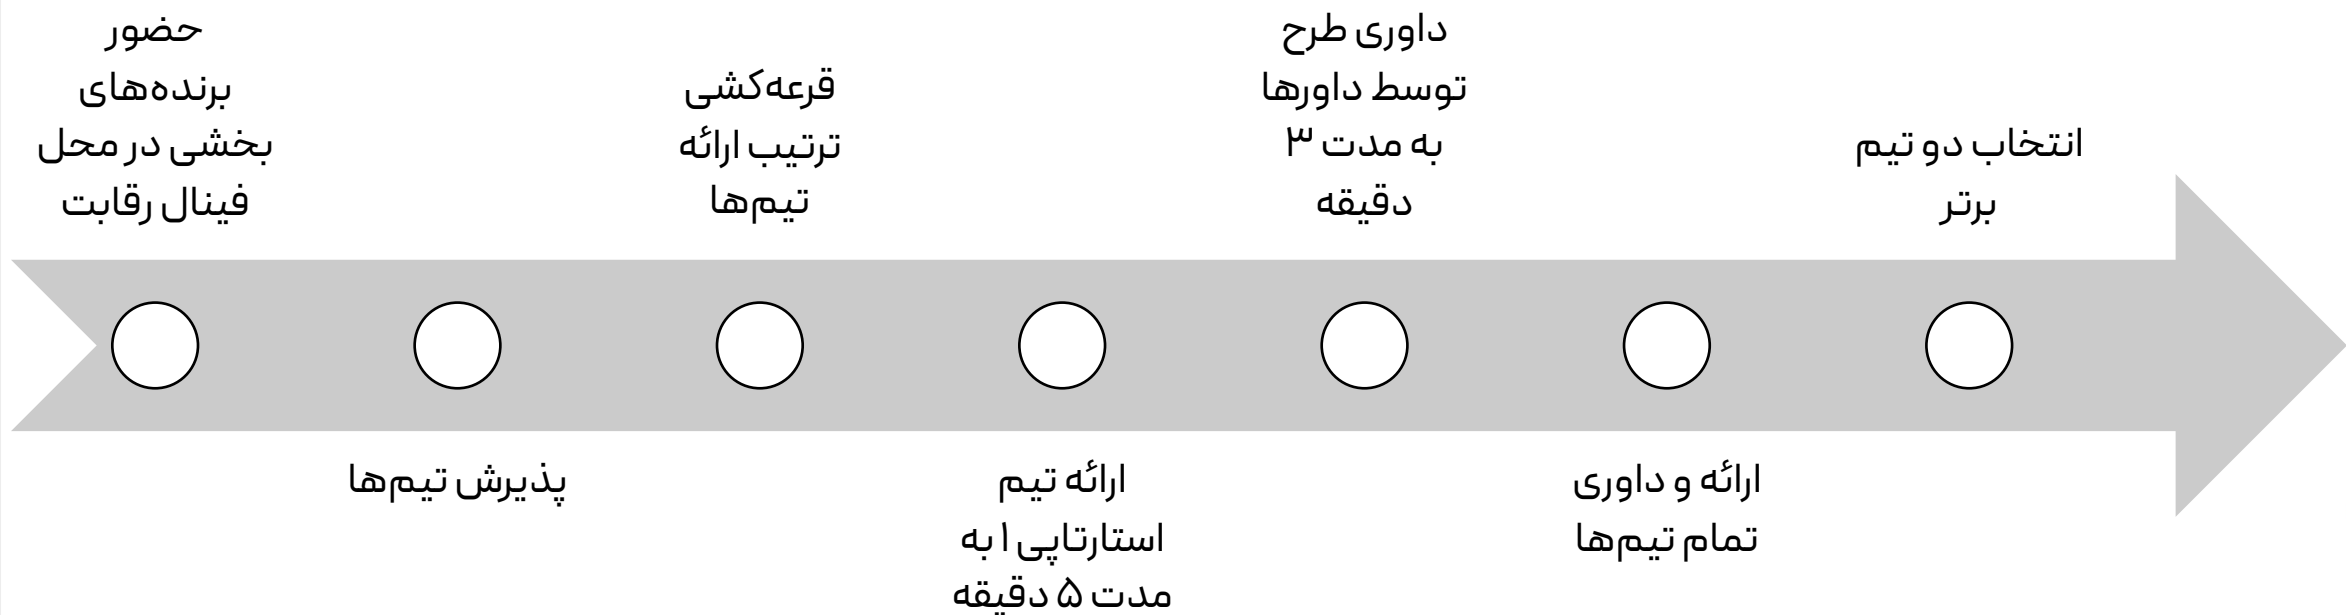 حضور
برنده‌های
بخشی در محل
فینال رقابت
پذیرش تیم‌ها
قرعه‌کشی
ترتیب ارائه
تیم‌ها
ارائه تیم
استارتاپی ۱ به
مدت ۵ دقیقه
داوری طرح
توسط داورها
به مدت ۳
دقیقه
ارائه و داوری
تمام تیم‌ها
انتخاب دو تیم
برتر